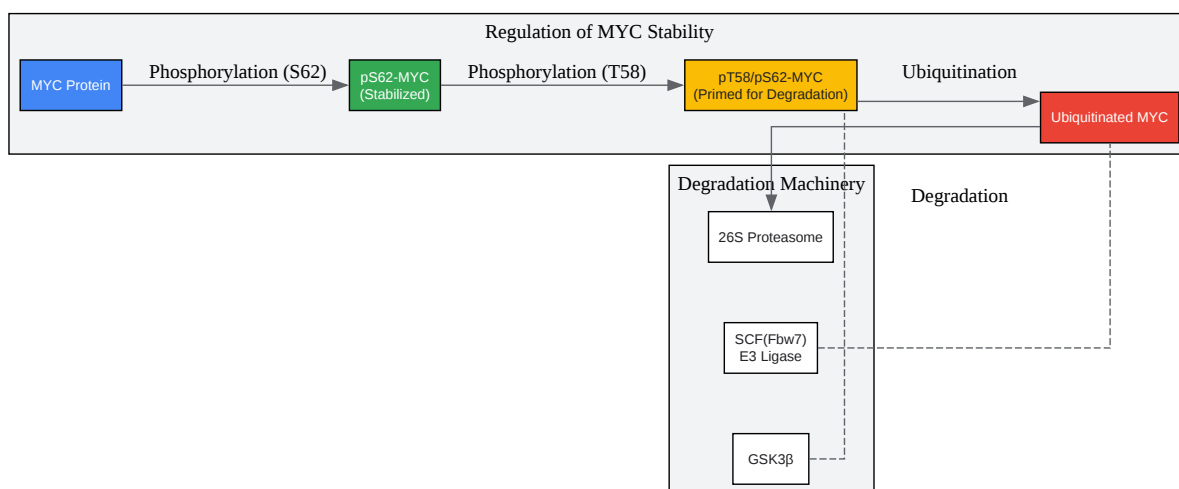 Regulation of MYC Stability
MYC Protein
Phosphorylation (S62)
pS62-MYC
(Stabilized)
Phosphorylation (T58)
pT58/pS62-MYC
(Primed for Degradation)
Ubiquitination
Ubiquitinated MYC
Degradation Machinery
Degradation
26S Proteasome
SCF(Fbw7)
E3 Ligase
GSK3β